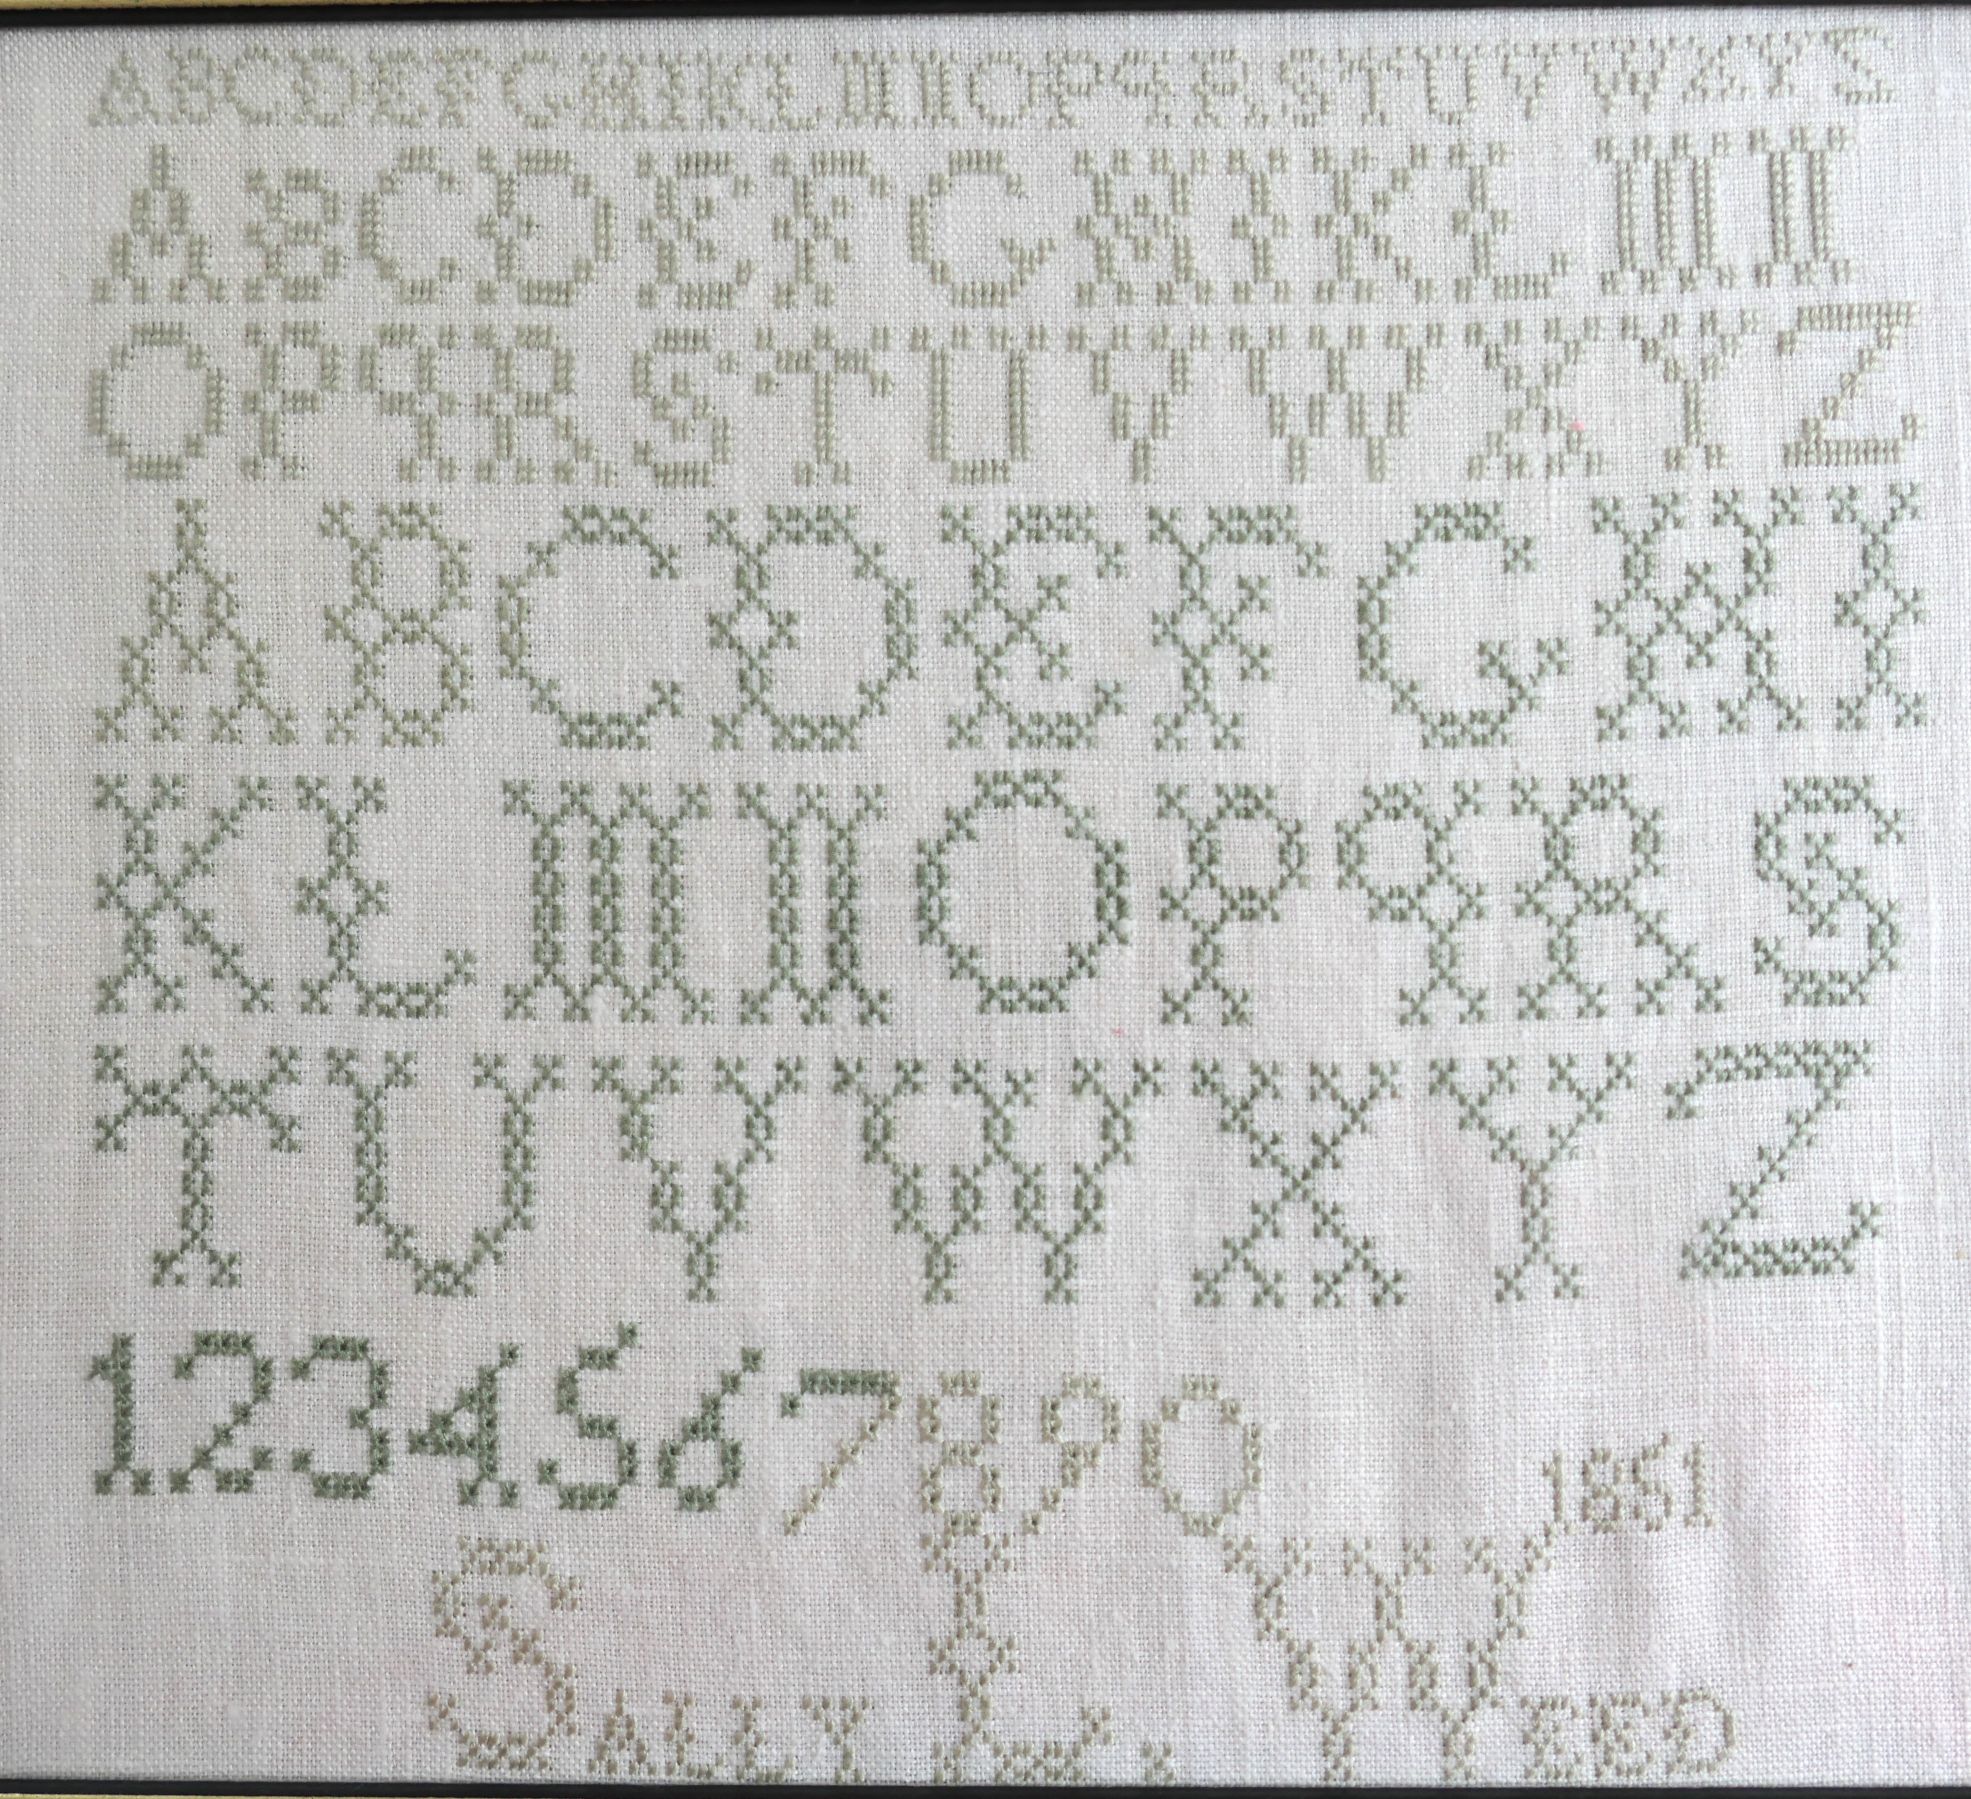 ABCDEFGHIKLMNOPQRSTUVWXYZ
ABCDEFGHIKLMN
OPQRSTUVWXYZ
ABCDEFGHI
KLMNOPQRS
TUVWXYZ
1234567890
1851
SALLY L. WEED